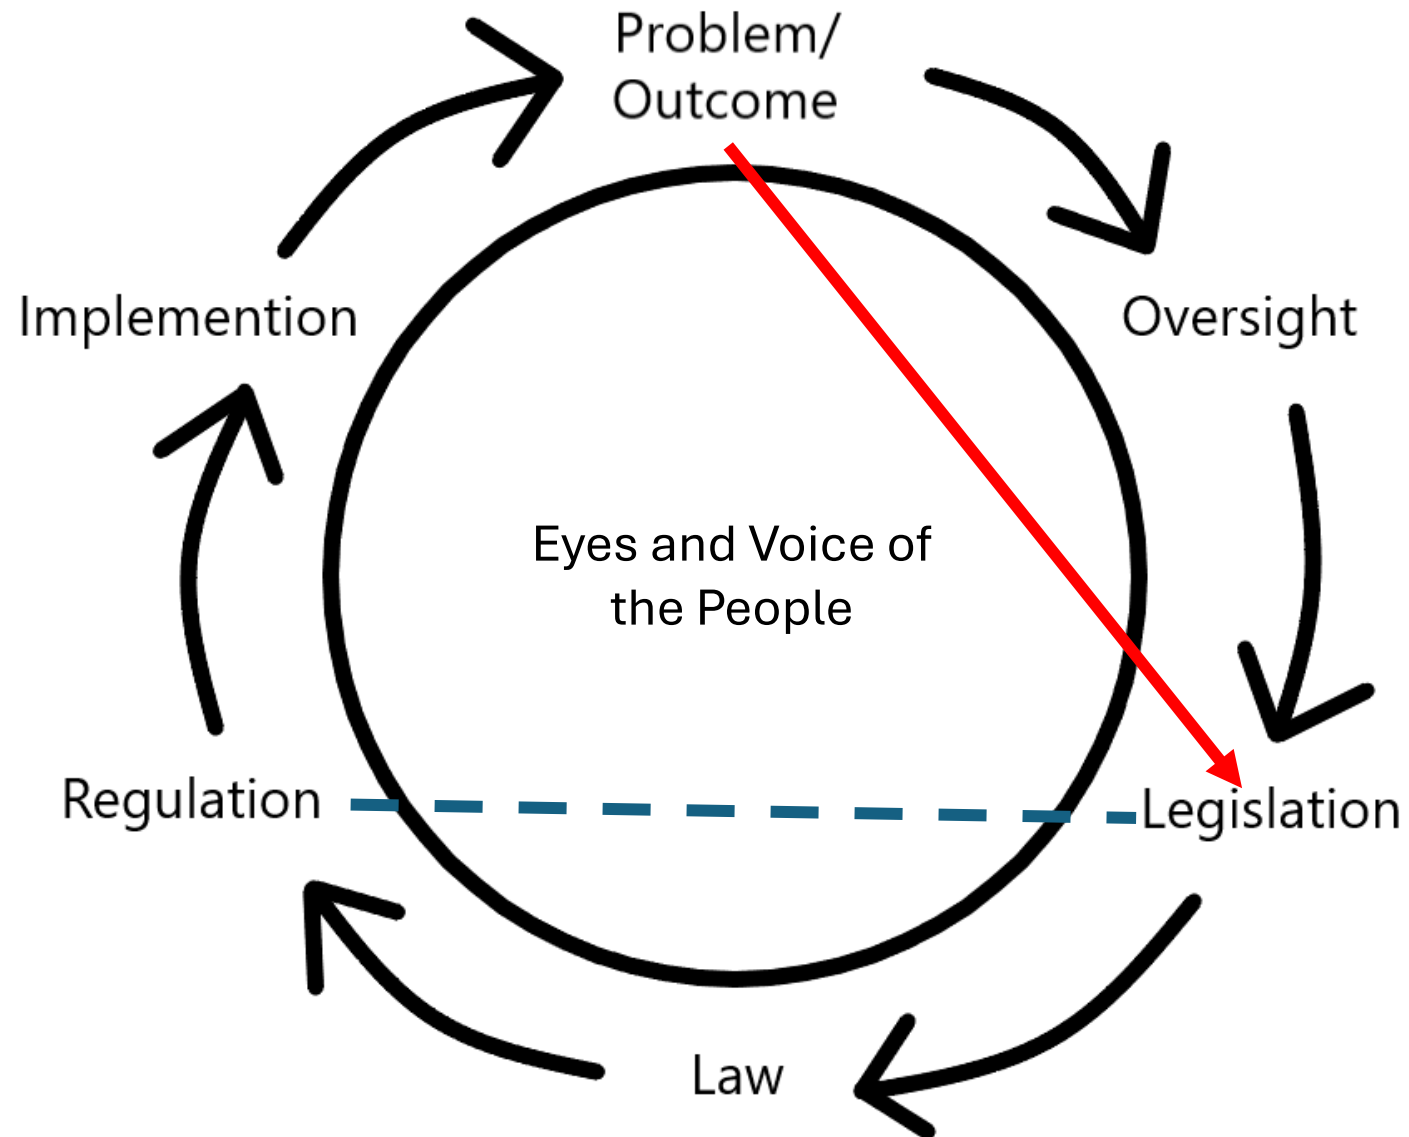 Problem/
Outcome
Implemention
Oversight
Eyes and Voice of
the People
Regulation
Legislation
Law